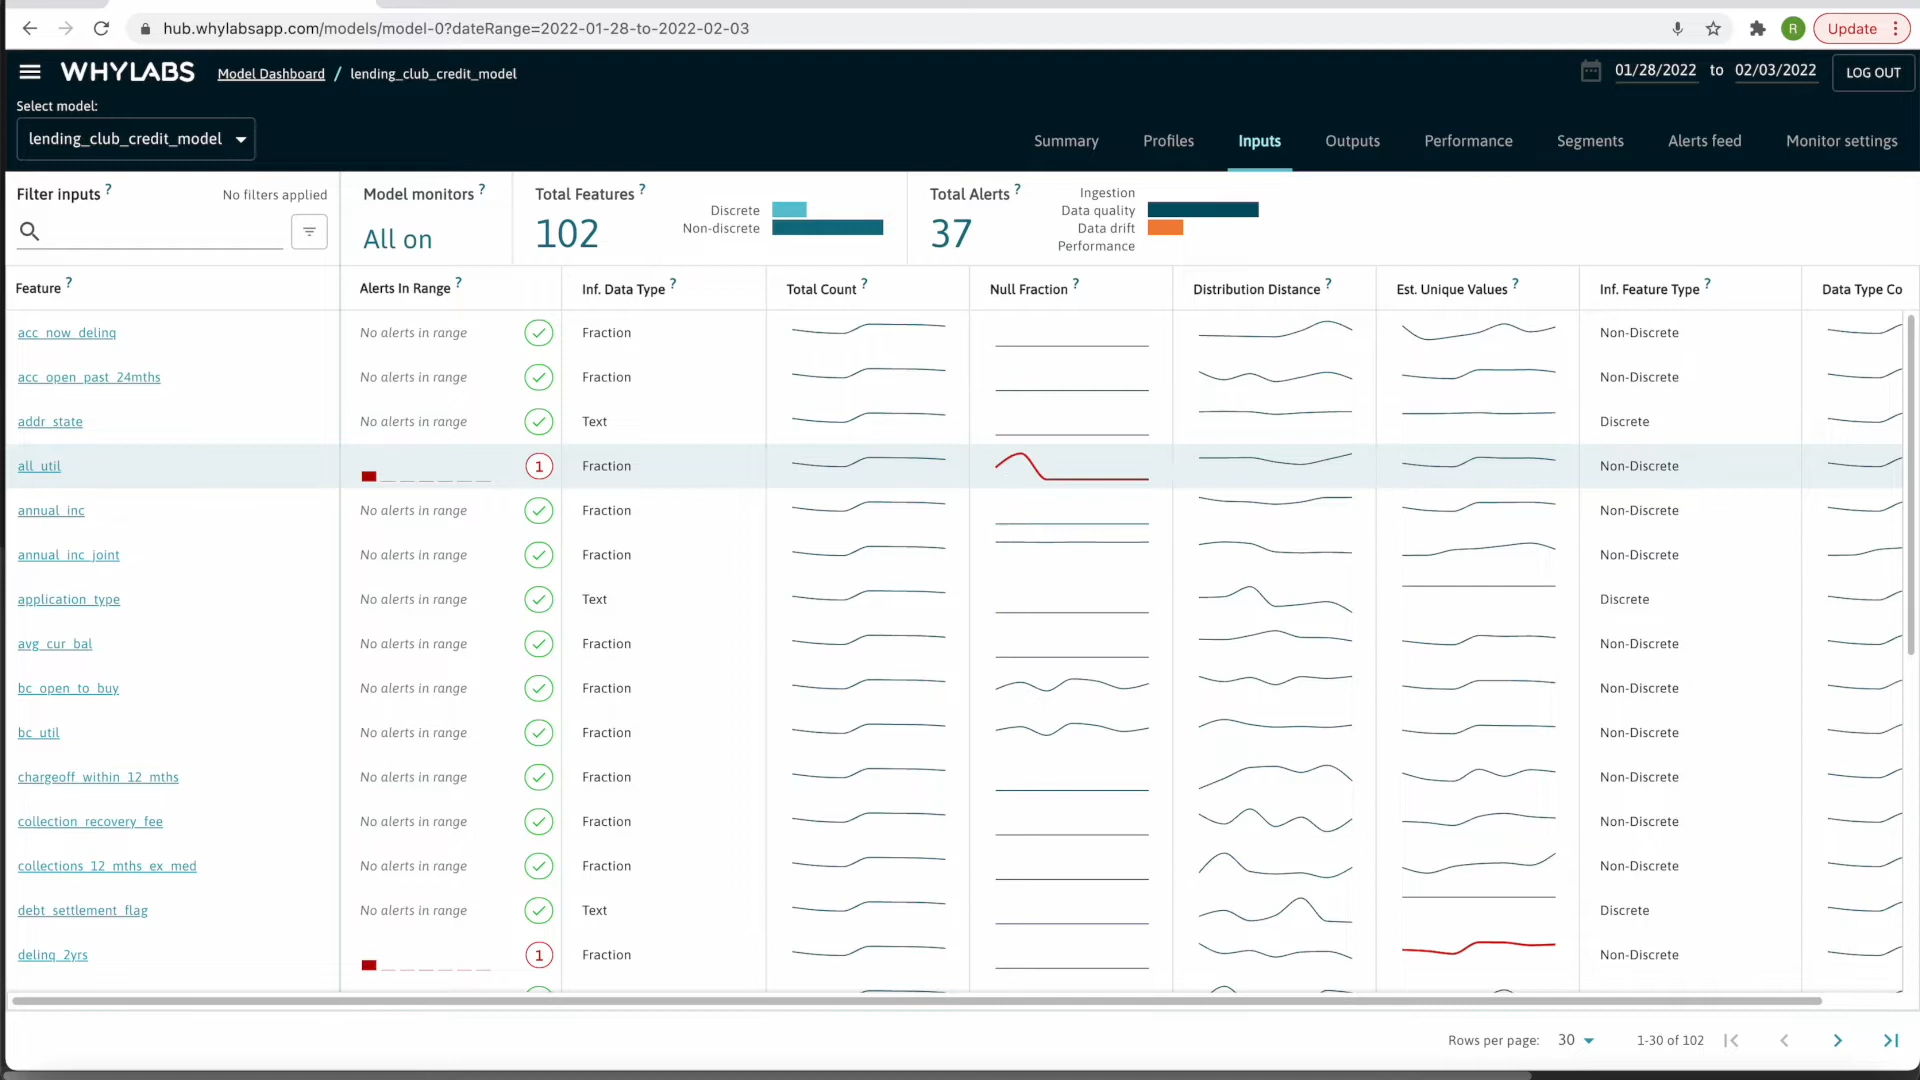 hub.whylabsapp.com/models/model-0?dateRange=2022-01-28-to-2022-02-03
R
Update
WHYLABS Model Dashboard / lending_club_credit_model
01/28/2022 to 02/03/2022 LOG OUT
Select model:
lending_club_credit_model
Summary Profiles Inputs Outputs Performance Segments Alerts feed Monitor settings
Filter inputs ? No filters applied
Model monitors ?
All on
Total Features ?
102
Discrete
Non-discrete
Total Alerts ?
37
Ingestion
Data quality
Data drift
Performance
Feature ? Alerts In Range ? Inf. Data Type ? Total Count ? Null Fraction ? Distribution Distance ? Est. Unique Values ? Inf. Feature Type ? Data Type Co
acc_now_delinq No alerts in range Fraction Non-Discrete
acc_open_past_24mths No alerts in range Fraction Non-Discrete
addr_state No alerts in range Text Discrete
all_util 1 Fraction Non-Discrete
annual_inc No alerts in range Fraction Non-Discrete
annual_inc_joint No alerts in range Fraction Non-Discrete
application_type No alerts in range Text Discrete
avg_cur_bal No alerts in range Fraction Non-Discrete
bc_open_to_buy No alerts in range Fraction Non-Discrete
bc_util No alerts in range Fraction Non-Discrete
chargeoff_within_12_mths No alerts in range Fraction Non-Discrete
collection_recovery_fee No alerts in range Fraction Non-Discrete
collections_12_mths_ex_med No alerts in range Fraction Non-Discrete
debt_settlement_flag No alerts in range Text Discrete
delinq_2yrs 1 Fraction Non-Discrete
Rows per page: 30 1-30 of 102